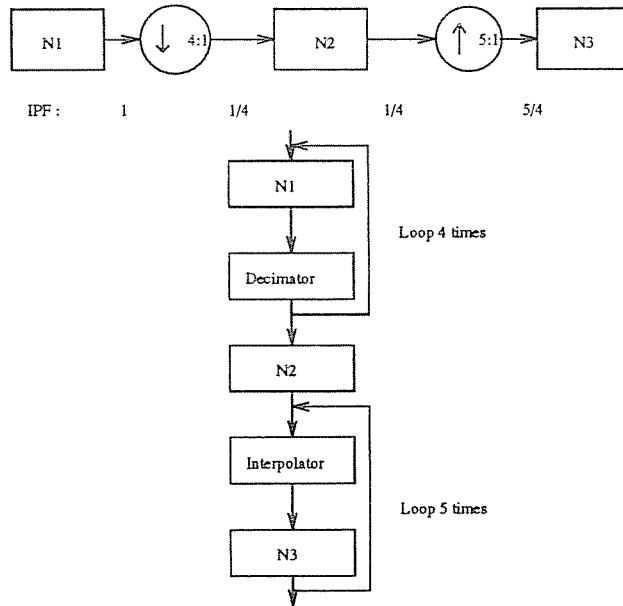 N1 4:1 N2 5:1 N3
IPF : 1 1/4 1/4 5/4
N1
Loop 4 times
Decimator
N2
Interpolator
Loop 5 times
N3